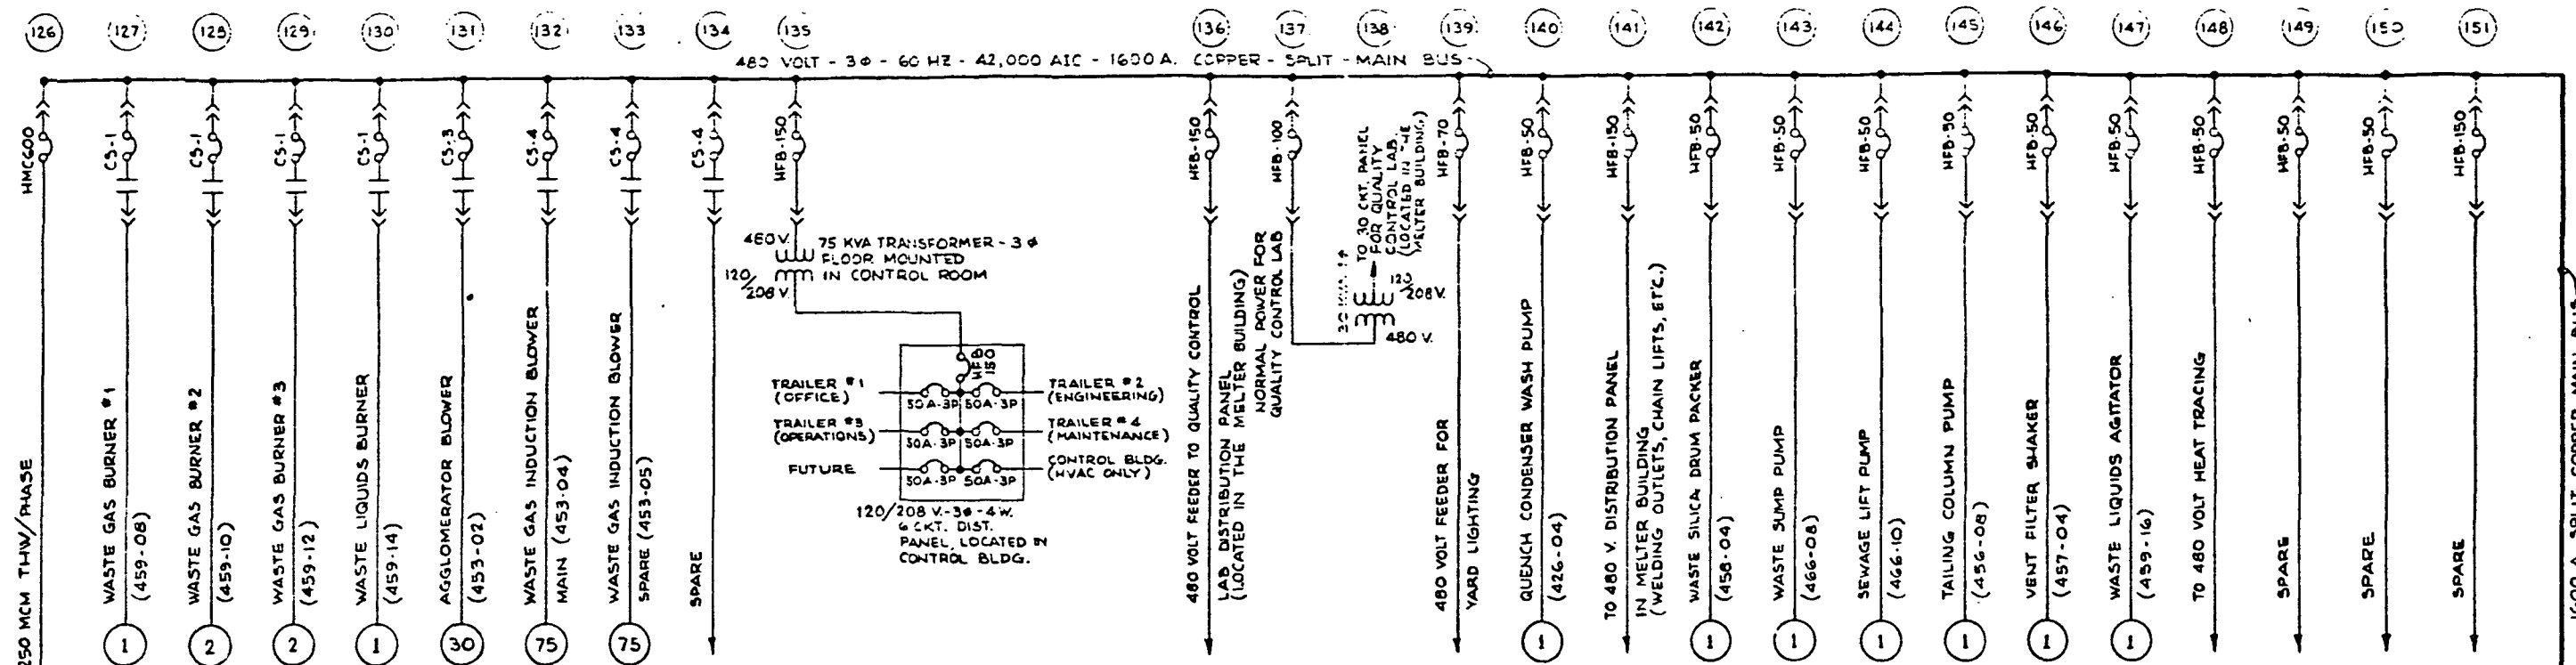 126 127 128 129 130 131 132 133 134 135 136 137 138 139 140 141 142 143 144 145 146 147 148 149 150 151
480 VOLT - 3Φ - 60 HZ - 42,000 AIC - 1600 A. COPPER - SPLIT - MAIN BUS
HMCG00
250 MCM THW/PHASE
CS-1
WASTE GAS BURNER #1
(459-08)
1
CS-1
WASTE GAS BURNER #2
(459-10)
2
CS-1
WASTE GAS BURNER #3
(459-12)
2
CS-1
WASTE LIQUIDS BURNER
(459-14)
1
CS-3
AGGLOMERATOR BLOWER
(453-02)
30
CS-4
WASTE GAS INDUCTION BLOWER
MAIN (453-04)
75
CS-4
WASTE GAS INDUCTION BLOWER
SPARE (453-05)
75
CS-4
SPARE
HFB-150
460 V.
120/
208 V.
75 KVA TRANSFORMER - 3Φ
FLOOR MOUNTED
IN CONTROL ROOM
HFB
150
TRAILER #1
(OFFICE)
50A-3P 50A-3P
TRAILER #2
(ENGINEERING)
TRAILER #3
(OPERATIONS)
50A-3P 50A-3P
TRAILER #4
(MAINTENANCE)
FUTURE
50A-3P 50A-3P
CONTROL BLDG.
(HVAC ONLY)
120/208 V.-3Φ-4W.
6 CKT. DIST.
PANEL, LOCATED IN
CONTROL BLDG.
HFB-150
480 VOLT FEEDER TO QUALITY CONTROL
LAB DISTRIBUTION PANEL
(LOCATED IN THE MELTER BUILDING)
HFB-100
NORMAL POWER FOR
QUALITY CONTROL LAB
TO 30 CKT. PANEL
FOR QUALITY
CONTROL LAB.
(LOCATED IN THE
MELTER BUILDING.)
30 KVA 1Φ
120/
208V.
480 V.
HFB-70
480 VOLT FEEDER FOR
YARD LIGHTING
HFB-50
QUENCH CONDENSER WASH PUMP
(426-04)
1
HFB-150
TO 480 V. DISTRIBUTION PANEL
IN MELTER BUILDING
(WELDING OUTLETS, CHAIN LIFTS, ETC.)
HFB-50
WASTE SILICA DRUM PACKER
(458-04)
1
HFB-50
WASTE SUMP PUMP
(466-08)
1
HFB-50
SEWAGE LIFT PUMP
(466-10)
1
HFB-50
TAILING COLUMN PUMP
(456-08)
1
HFB-50
VENT FILTER SHAKER
(457-04)
1
HFB-50
WASTE LIQUIDS AGITATOR
(459-16)
1
HFB-50
TO 480 VOLT HEAT TRACING
HFB-50
SPARE
HFB-50
SPARE
HFB-150
SPARE
1600 A. SPLIT COPPER MAIN BUS